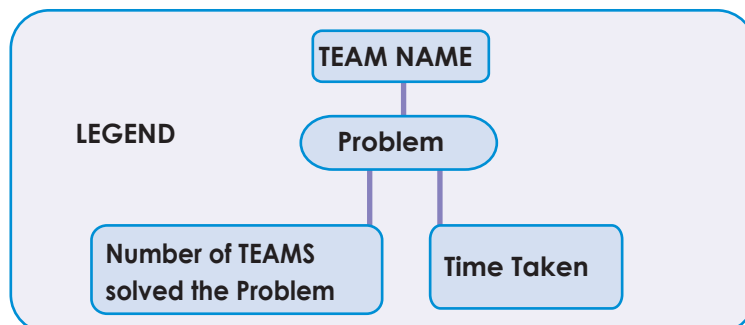 TEAM NAME
LEGEND
Problem
Number of TEAMS
solved the Problem
Time Taken